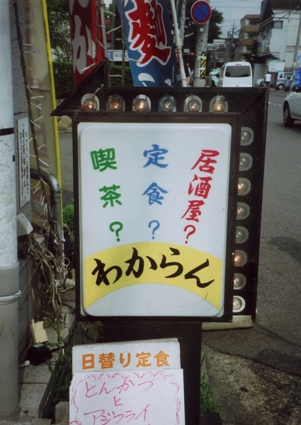 居酒屋?
定食?
喫茶?
わからん
日替り定食
とんかつ
と
アジフライ